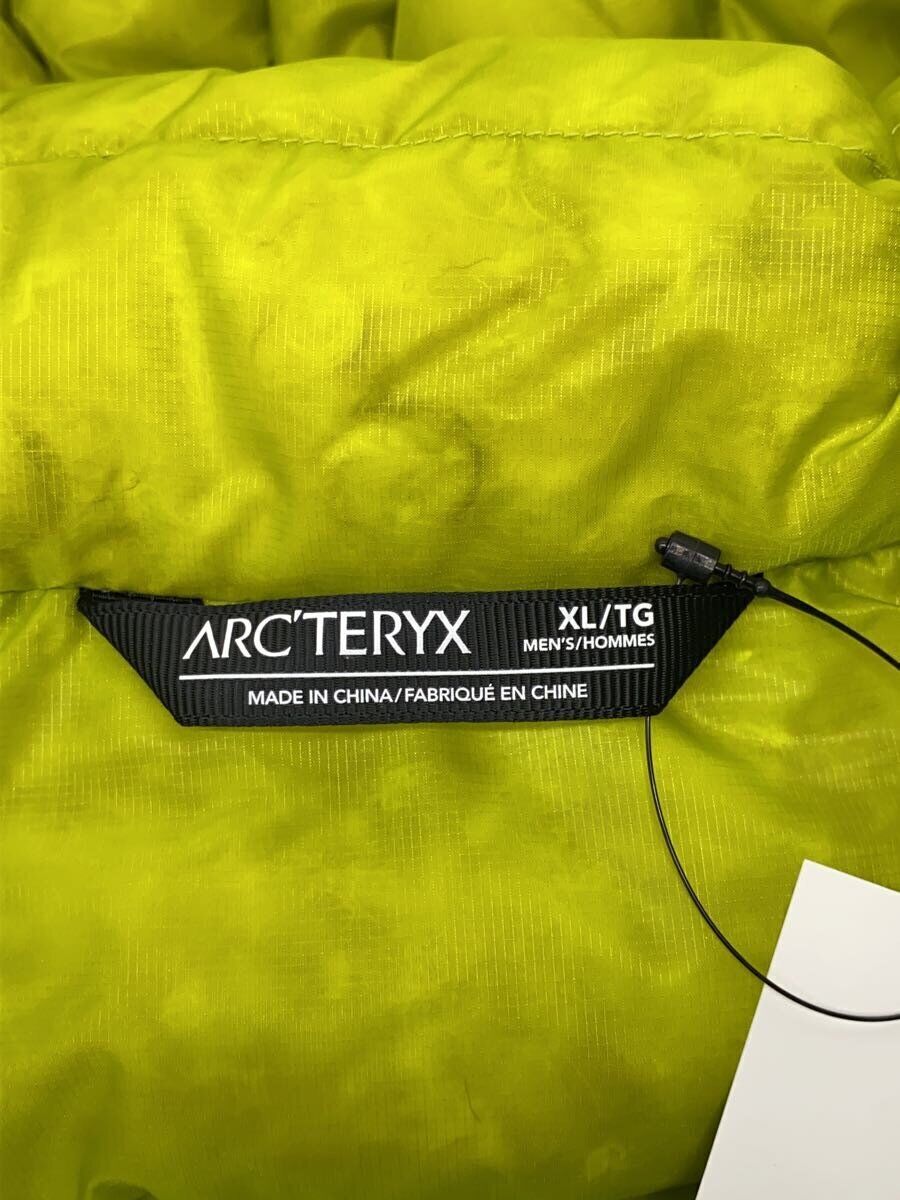 ARC'TERYX
XL/TG
MEN'S/HOMMES
MADE IN CHINA/FABRIQUÉ EN CHINE